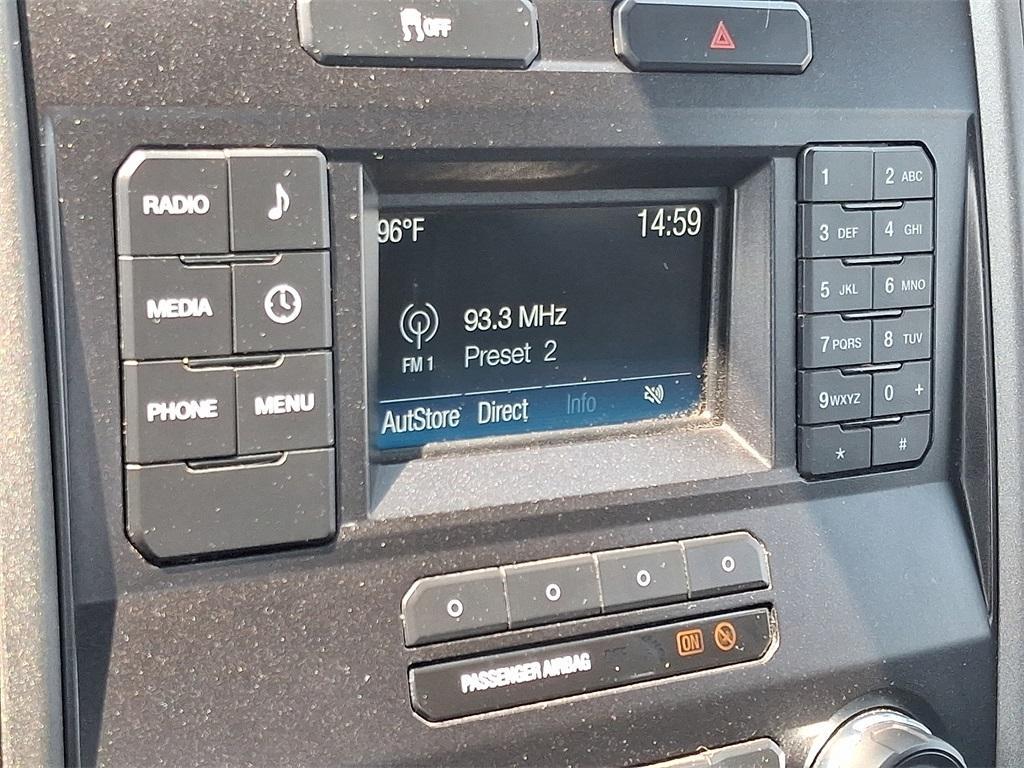 OFF
RADIO
MEDIA
PHONE MENU
96°F 14:59
93.3 MHz
FM 1 Preset 2
AutStore Direct Info
1 2 ABC
3 DEF 4 GHI
5 JKL 6 MNO
7 PQRS 8 TUV
9 WXYZ 0 +
* #
PASSENGER AIRBAG ON